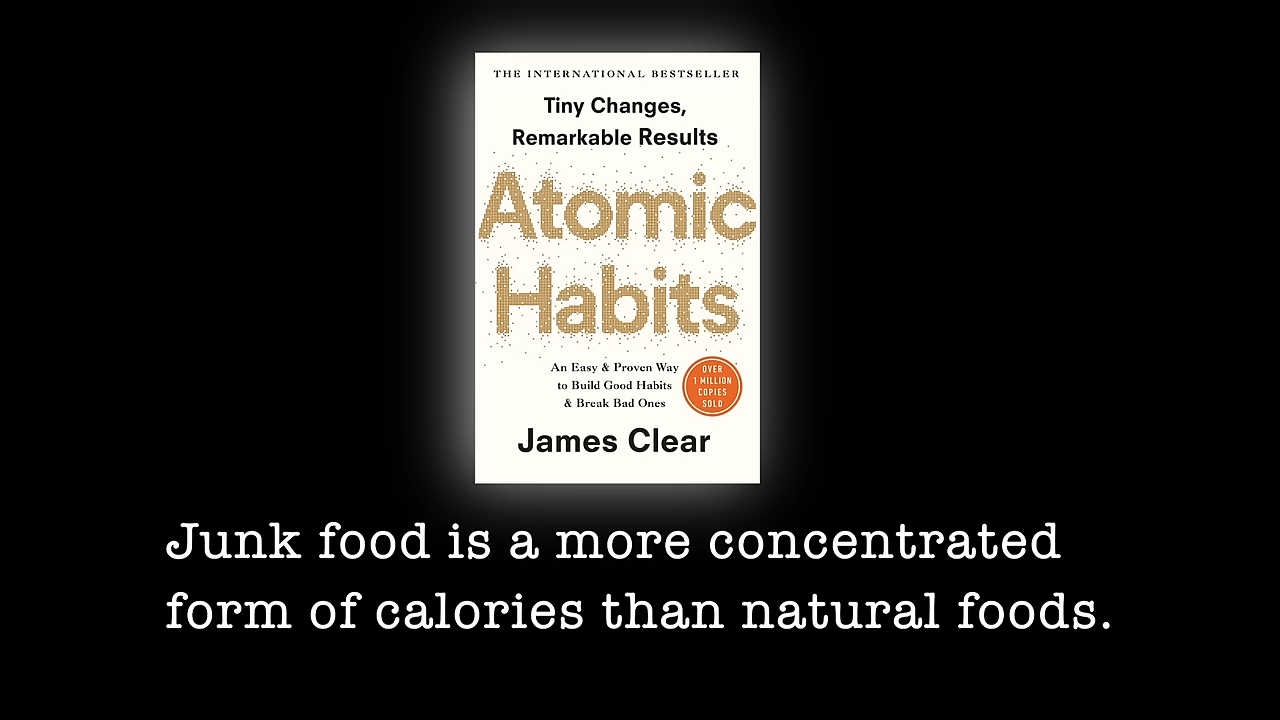 THE INTERNATIONAL BESTSELLER
Tiny Changes,
Remarkable Results
Atomic
Habits
An Easy & Proven Way
to Build Good Habits
& Break Bad Ones
OVER
1 MILLION
COPIES
SOLD
James Clear
Junk food is a more concentrated
form of calories than natural foods.